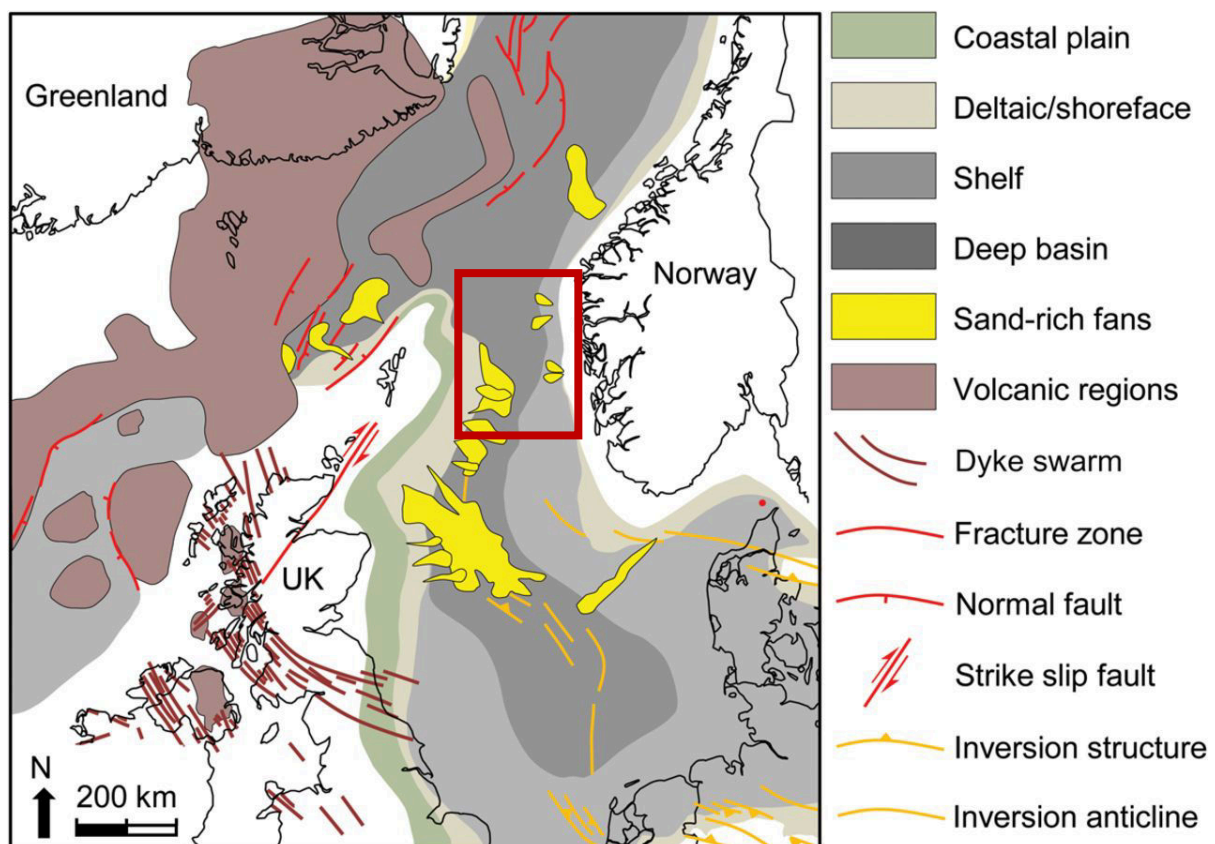 Greenland
Norway
UK
N
200 km
Coastal plain
Deltaic/shoreface
Shelf
Deep basin
Sand-rich fans
Volcanic regions
Dyke swarm
Fracture zone
Normal fault
Strike slip fault
Inversion structure
Inversion anticline